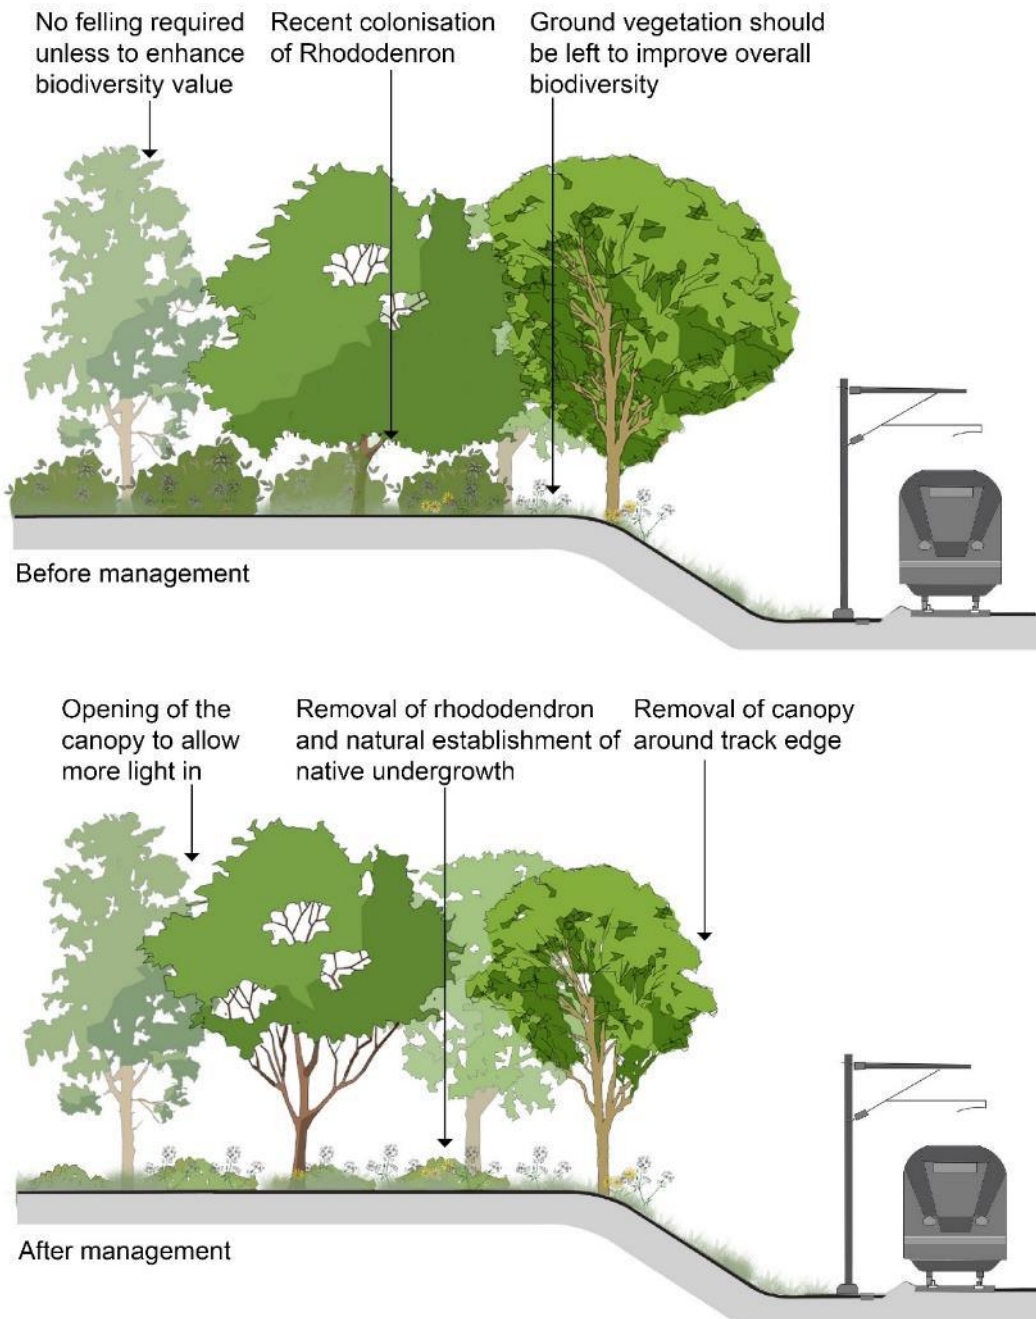 No felling required
unless to enhance
biodiversity value
Recent colonisation
of Rhododenron
Ground vegetation should
be left to improve overall
biodiversity
Before management
Opening of the
canopy to allow
more light in
Removal of rhododendron
and natural establishment of
native undergrowth
Removal of canopy
around track edge
After management